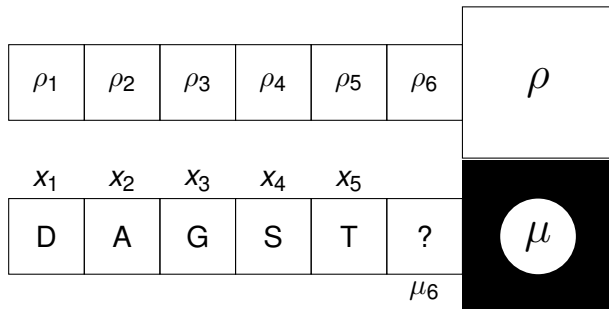 ρ₁ ρ₂ ρ₃ ρ₄ ρ₅ ρ₆ ρ
x₁ x₂ x₃ x₄ x₅
D A G S T ? μ
μ₆